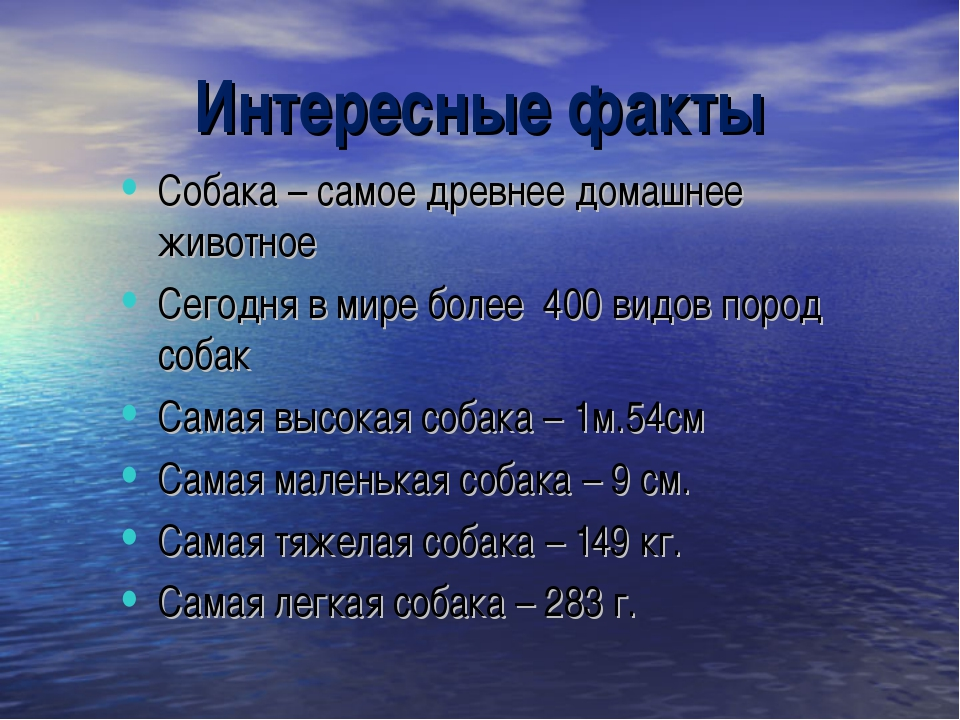 Интересные факты
• Собака – самое древнее домашнее
животное
• Сегодня в мире более 400 видов пород
собак
• Самая высокая собака – 1м.54см
• Самая маленькая собака – 9 см.
• Самая тяжелая собака – 149 кг.
• Самая легкая собака – 283 г.